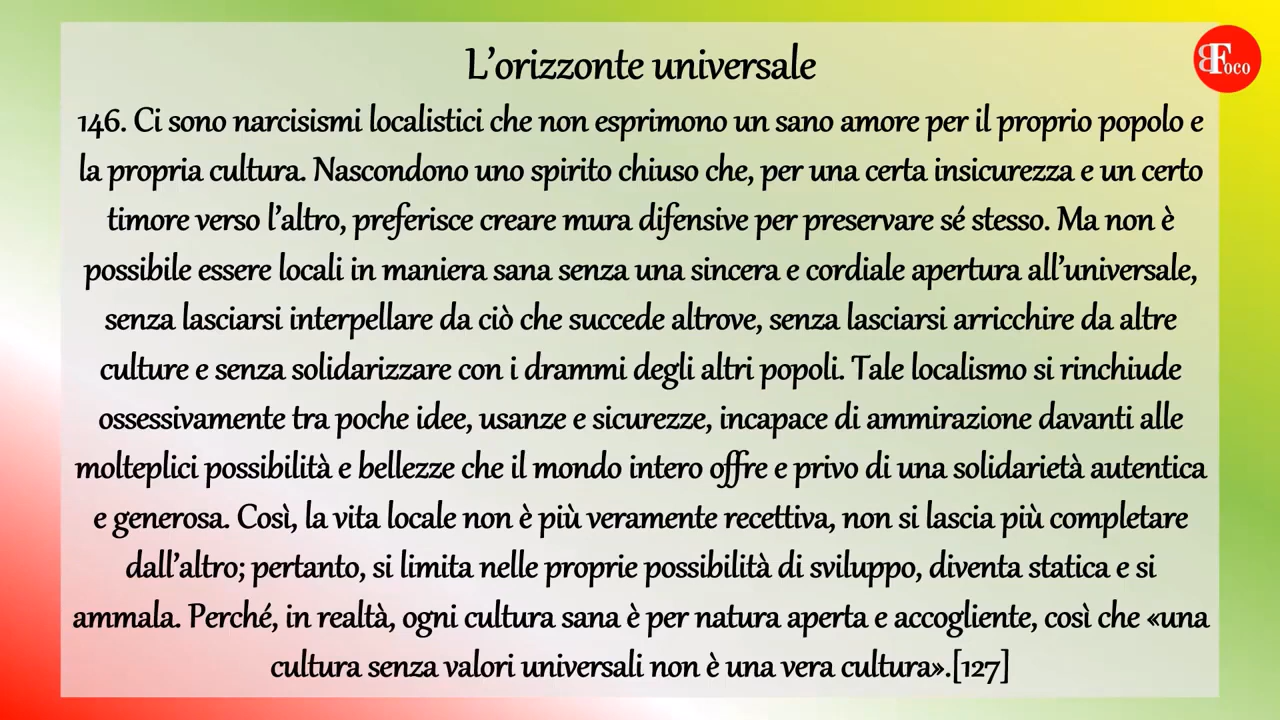 L’orizzonte universale
146. Ci sono narcisismi localistici che non esprimono un sano amore per il proprio popolo e
la propria cultura. Nascondono uno spirito chiuso che, per una certa insicurezza e un certo
timore verso l’altro, preferisce creare mura difensive per preservare sé stesso. Ma non è
possibile essere locali in maniera sana senza una sincera e cordiale apertura all’universale,
senza lasciarsi interpellare da ciò che succede altrove, senza lasciarsi arricchire da altre
culture e senza solidarizzare con i drammi degli altri popoli. Tale localismo si rinchiude
ossessivamente tra poche idee, usanze e sicurezze, incapace di ammirazione davanti alle
molteplici possibilità e bellezze che il mondo intero offre e privo di una solidarietà autentica
e generosa. Così, la vita locale non è più veramente recettiva, non si lascia più completare
dall’altro; pertanto, si limita nelle proprie possibilità di sviluppo, diventa statica e si
ammala. Perché, in realtà, ogni cultura sana è per natura aperta e accogliente, così che «una
cultura senza valori universali non è una vera cultura».[127]
BFoco